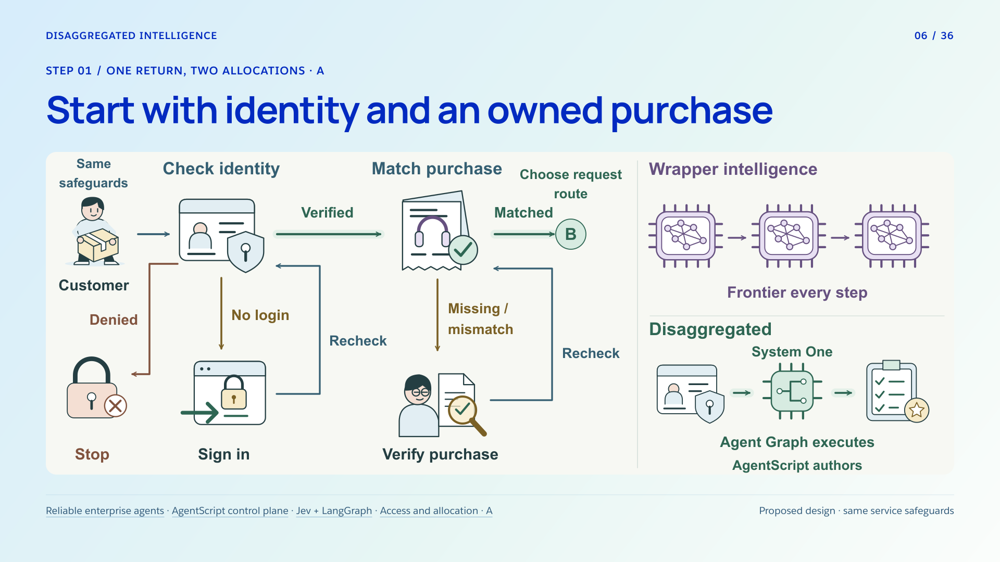 DISAGGREGATED INTELLIGENCE
06 / 36
STEP 01 / ONE RETURN, TWO ALLOCATIONS · A
Start with identity and an owned purchase
Same
safeguards
Check identity
Match purchase
Choose request
route
Verified
Matched
B
Customer
Denied
No login
Recheck
Missing /
mismatch
Recheck
Stop
Sign in
Verify purchase
Wrapper intelligence
Frontier every step
Disaggregated
System One
Agent Graph executes
AgentScript authors
Reliable enterprise agents · AgentScript control plane · Jev + LangGraph · Access and allocation · A
Proposed design · same service safeguards